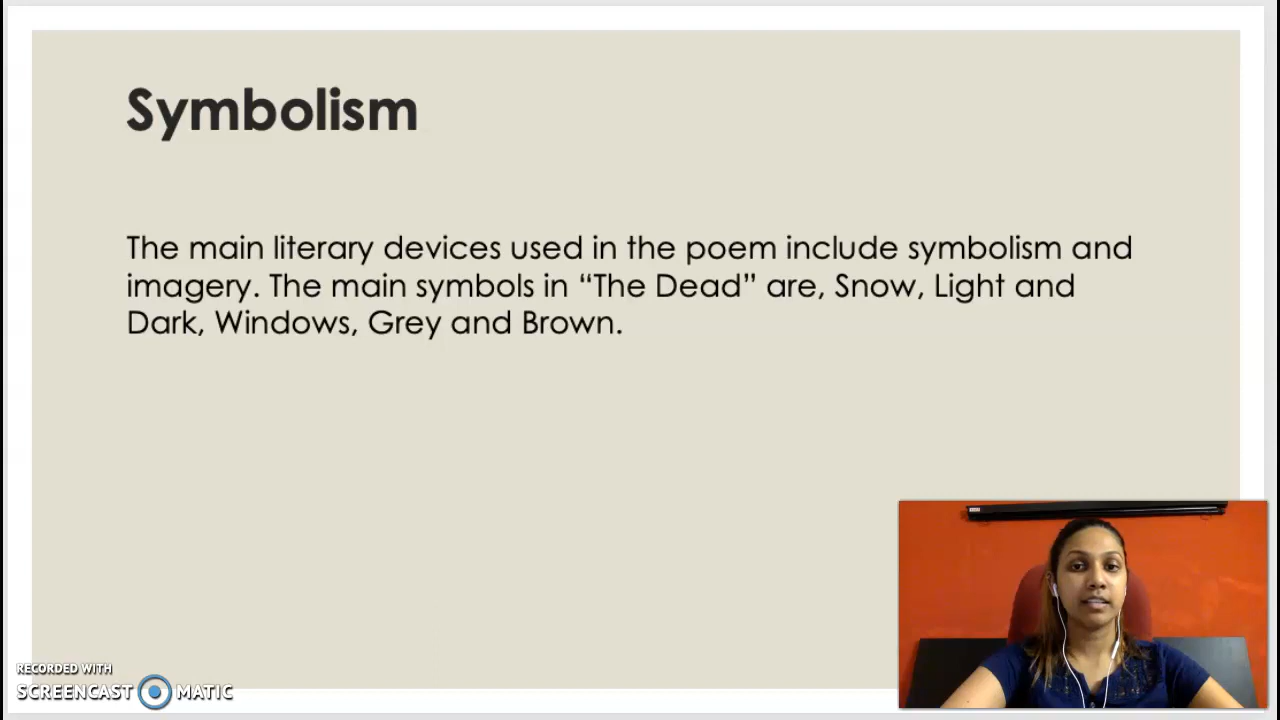 Symbolism
The main literary devices used in the poem include symbolism and
imagery. The main symbols in “The Dead” are, Snow, Light and
Dark, Windows, Grey and Brown.
RECORDED WITH
SCREENCAST MATIC